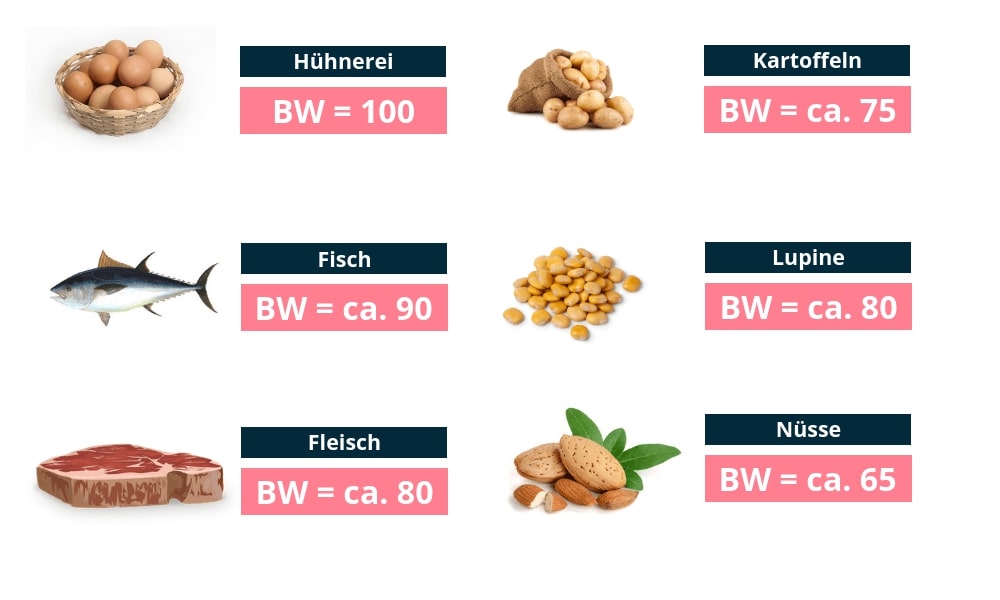 Hühnerei
BW = 100
Kartoffeln
BW = ca. 75
Fisch
BW = ca. 90
Lupine
BW = ca. 80
Fleisch
BW = ca. 80
Nüsse
BW = ca. 65